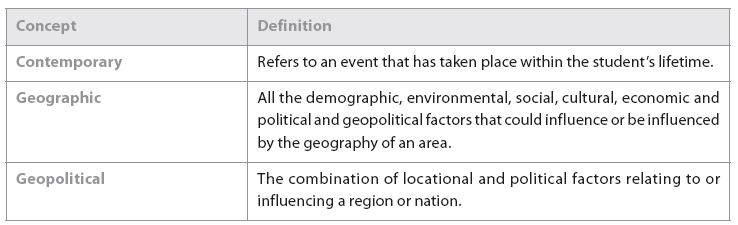 Concept Definition
Contemporary Refers to an event that has taken place within the student’s lifetime.
Geographic All the demographic, environmental, social, cultural, economic and
political and geopolitical factors that could influence or be influenced
by the geography of an area.
Geopolitical The combination of locational and political factors relating to or
influencing a region or nation.